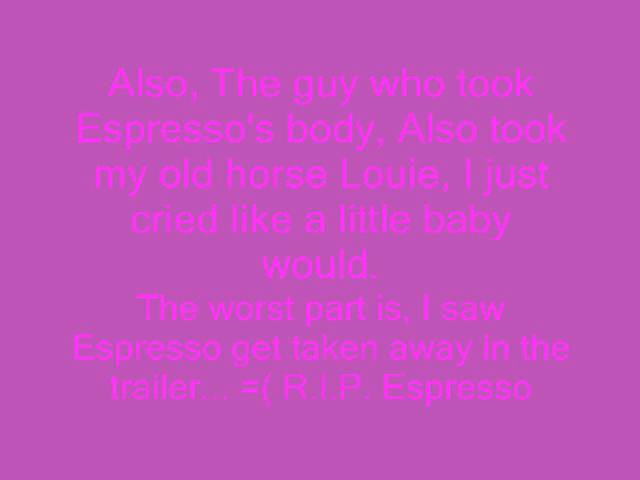 Also, The guy who took
Espresso's body, Also took
my old horse Louie, I just
cried like a little baby
would.
The worst part is, I saw
Espresso get taken away in the
trailer... =( R.I.P. Espresso